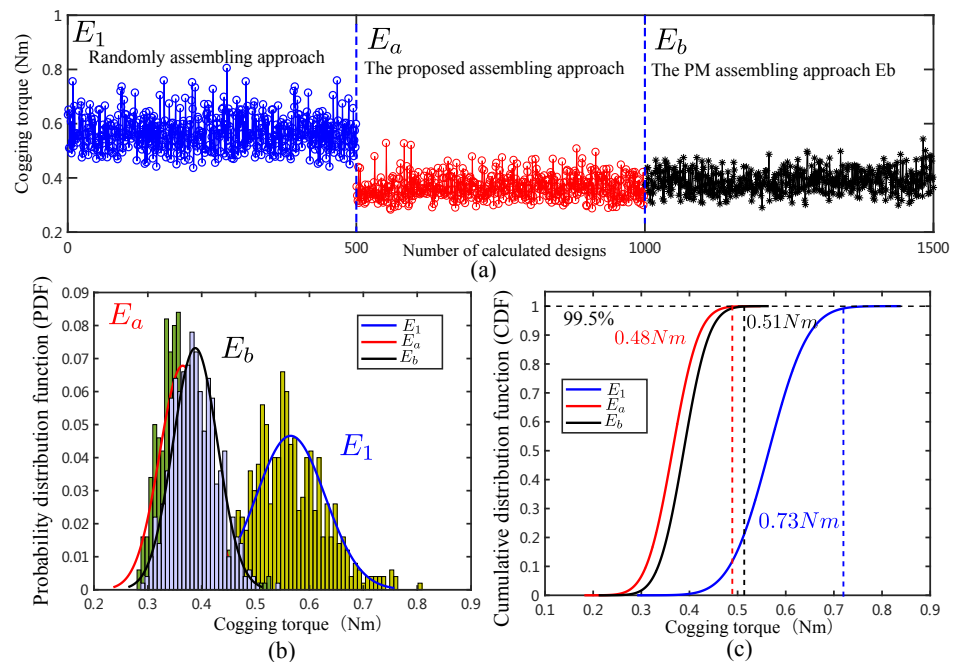 1
0.8
0.6
0.4
0.2
Cogging torque (Nm)
E1
Randomly assembling approach
Ea
The proposed assembling approach
Eb
The PM assembling approach Eb
0
500
1000
1500
Number of calculated designs
(a)
0.09
0.08
0.07
0.06
0.05
0.04
0.03
0.02
0.01
0
Probability distribution function (PDF)
Ea
Eb
E1
E1
Ea
Eb
0.2
0.3
0.4
0.5
0.6
0.7
0.8
0.9
Cogging torque (Nm)
(b)
1
0.9
0.8
0.7
0.6
0.5
0.4
0.3
0.2
0.1
0
Cumulative distribution function (CDF)
99.5%
0.48Nm
0.51Nm
E1
Ea
Eb
0.73Nm
0.1
0.2
0.3
0.4
0.5
0.6
0.7
0.8
0.9
Cogging torque (Nm)
(c)